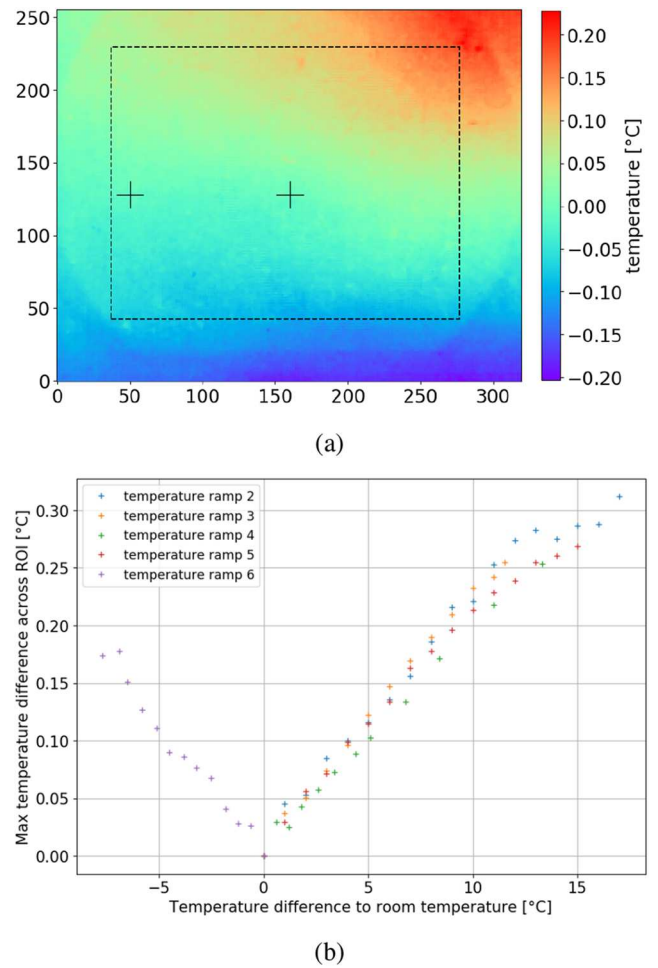 250
200
150
100
50
0
0 50 100 150 200 250 300
0.20
0.15
0.10
0.05
0.00
−0.05
−0.10
−0.15
−0.20
temperature [°C]
(a)
temperature ramp 2
temperature ramp 3
temperature ramp 4
temperature ramp 5
temperature ramp 6
Max temperature difference across ROI [°C]
0.30
0.25
0.20
0.15
0.10
0.05
0.00
−5 0 5 10 15
Temperature difference to room temperature [°C]
(b)